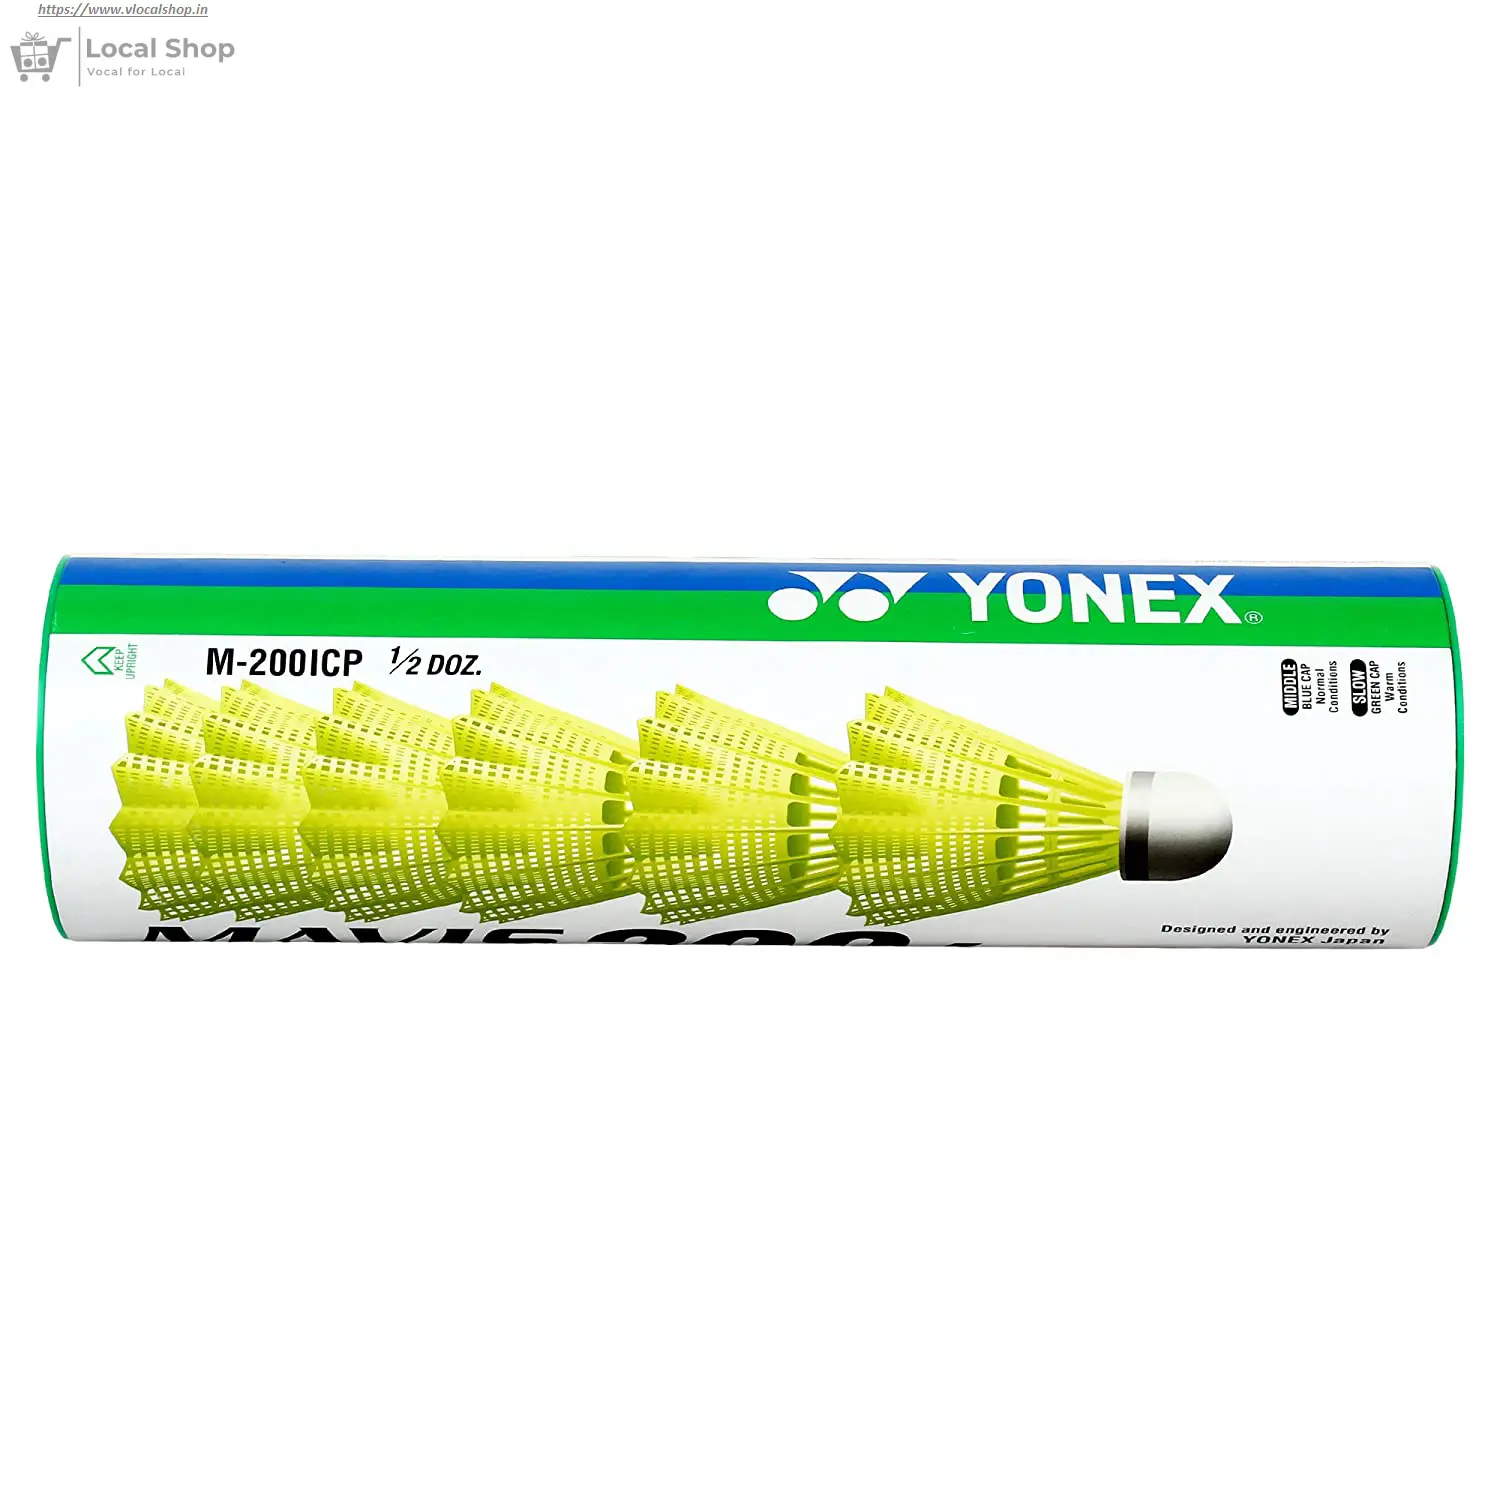 https://www.vlocalshop.in
Local Shop
Vocal for Local
YONEX®
KEEP
UPRIGHT
M-200ICP 1/2 DOZ.
MIDDLE
BLUE CAP
Normal
Conditions
SLOW
GREEN CAP
Warm
Conditions
MAVIS
Designed and engineered by
YONEX Japan